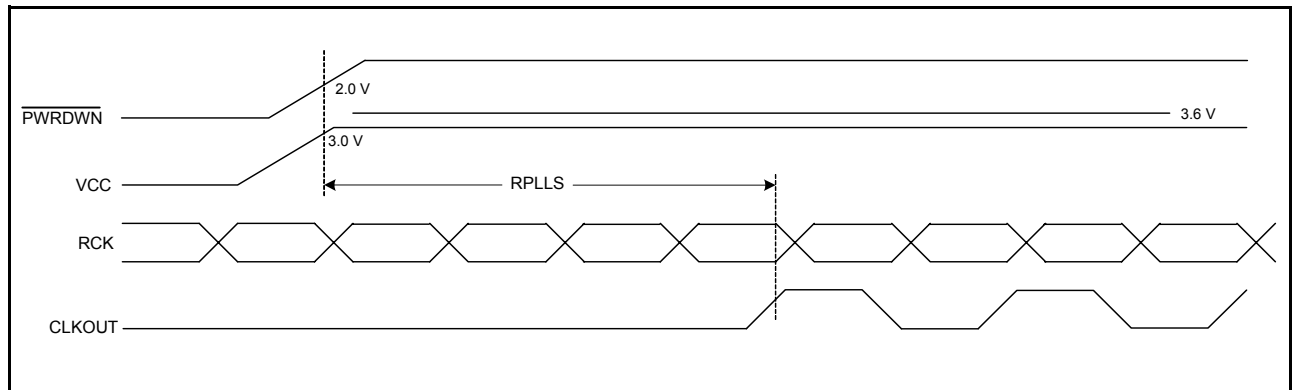 2.0 V
PWRDWN
3.6 V
3.0 V
VCC
RPLLS
RCK
CLKOUT